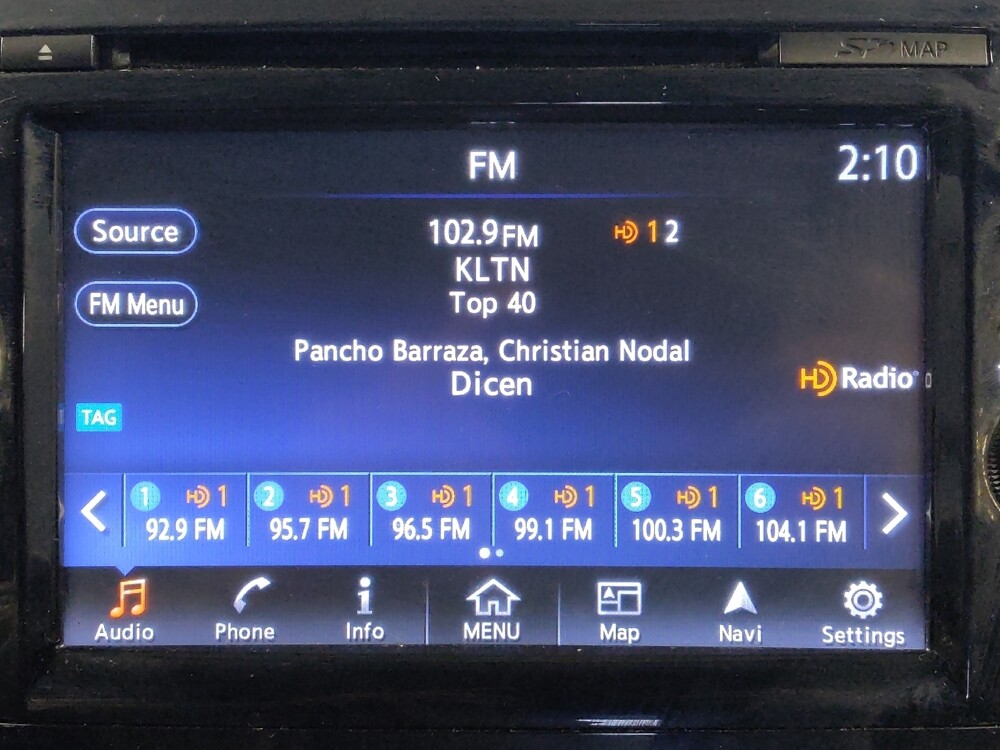 SD MAP
FM
2:10
Source
102.9 FM
HD 1 2
KLTN
FM Menu
Top 40
Pancho Barraza, Christian Nodal
Dicen
HD Radio
TAG
1 HD 1
92.9 FM
2 HD 1
95.7 FM
3 HD 1
96.5 FM
4 HD 1
99.1 FM
5 HD 1
100.3 FM
6 HD 1
104.1 FM
Audio
Phone
Info
MENU
Map
Navi
Settings